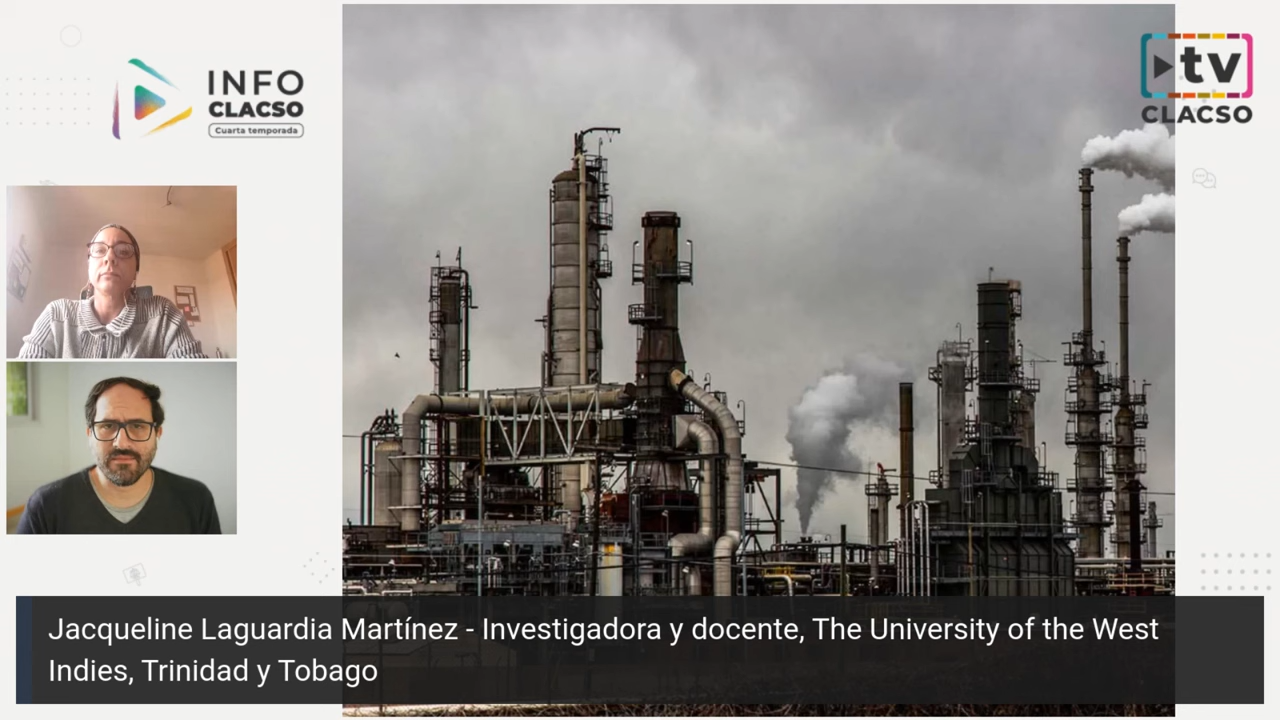 INFO
CLACSO
Cuarta temporada
tv
CLACSO
Jacqueline Laguardia Martínez - Investigadora y docente, The University of the West
Indies, Trinidad y Tobago